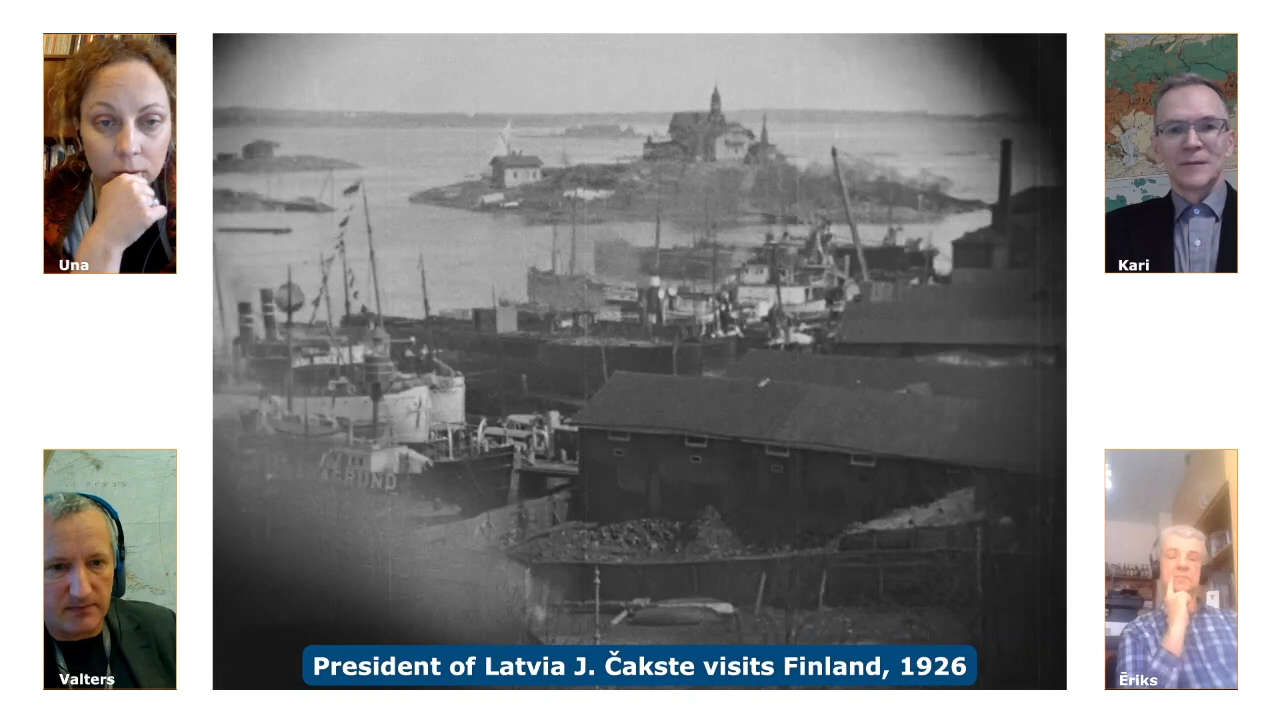 Una
Kari
Valters
Ēriks
President of Latvia J. Čakste visits Finland, 1926